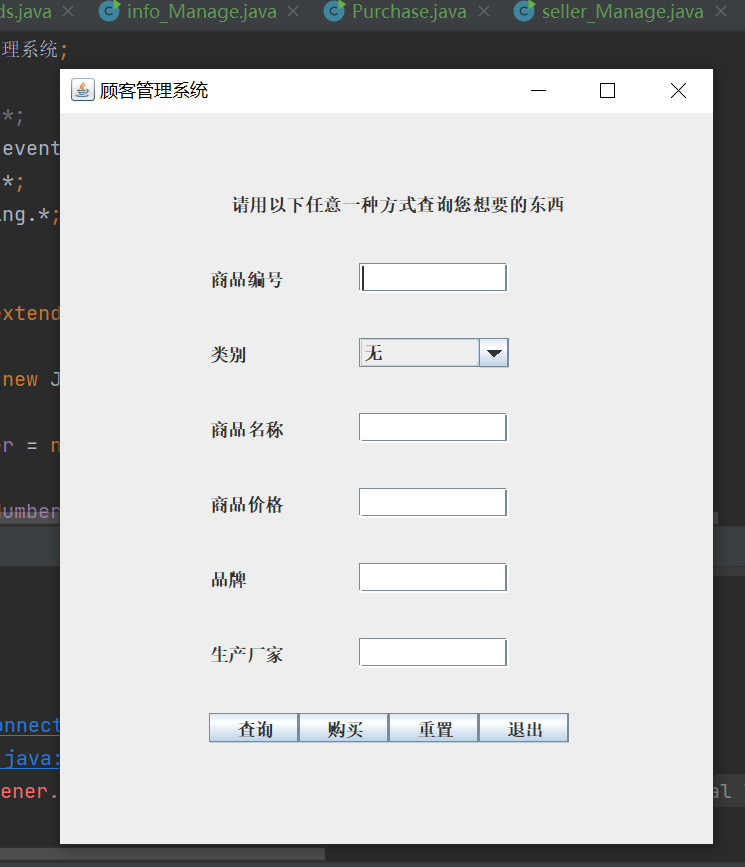 ds.java info_Manage.java Purchase.java seller_Manage.java
理系统;
顾客管理系统
*;
event
*;
ng.*;
请用以下任意一种方式查询您想要的东西
商品编号
extend
类别 无
new J
商品名称
er = n
商品价格
Number
品牌
生产厂家
onnect
查询 购买 重置 退出
java:
ener.
al